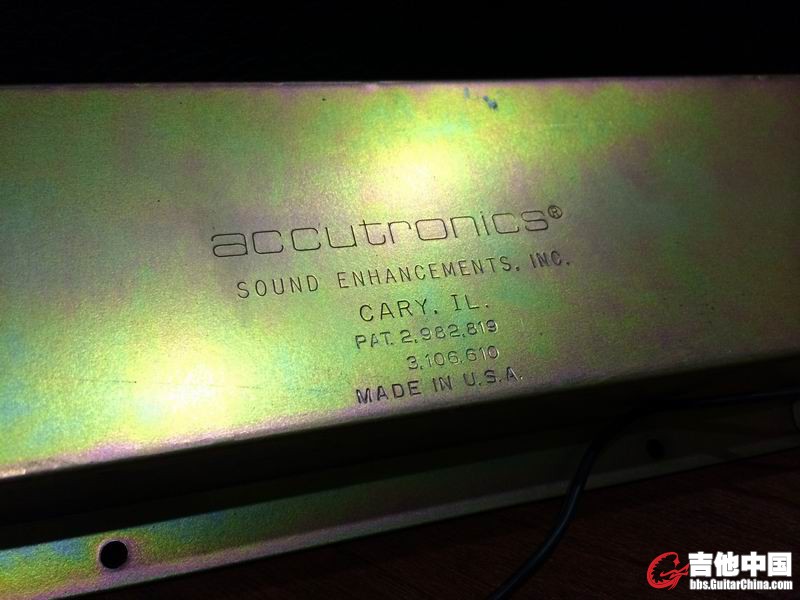 accutronics®
SOUND ENHANCEMENTS, INC.
CARY, IL.
PAT. 2,982,819
3,106,610
MADE IN U.S.A.
吉他中国
bbs.GuitarChina.com